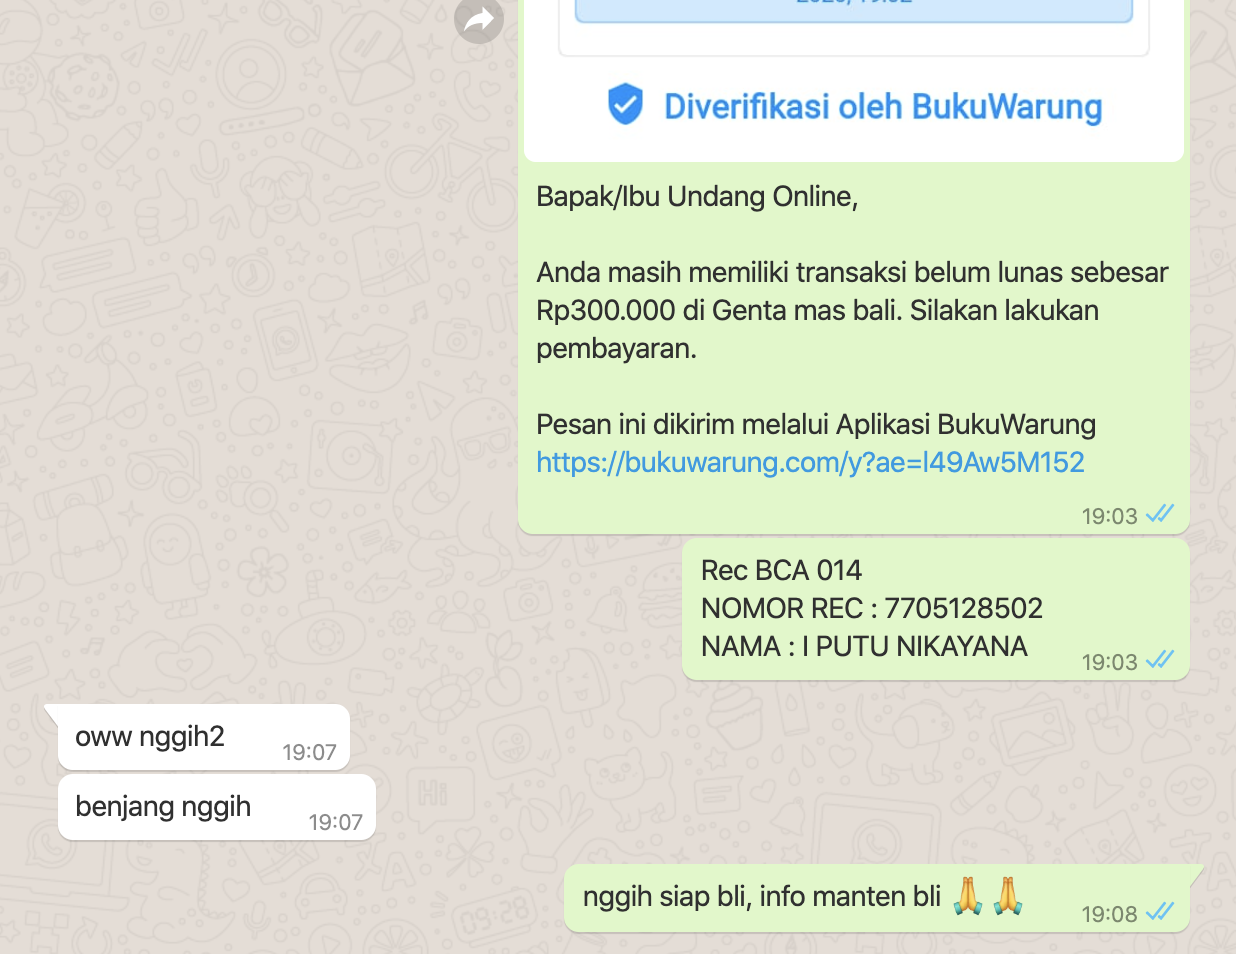 Diverifikasi oleh BukuWarung
Bapak/Ibu Undang Online,
Anda masih memiliki transaksi belum lunas sebesar
Rp300.000 di Genta mas bali. Silakan lakukan
pembayaran.
Pesan ini dikirim melalui Aplikasi BukuWarung
https://bukuwarung.com/y?ae=l49Aw5M152
19:03
Rec BCA 014
NOMOR REC : 7705128502
NAMA : I PUTU NIKAYANA
19:03
oww nggih2
19:07
benjang nggih
19:07
nggih siap bli, info manten bli 🙏🙏
19:08